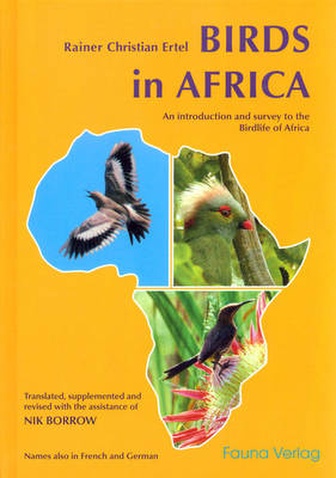 Rainer Christian Ertel BIRDS
in AFRICA
An introduction and survey to the
Birdlife of Africa
Translated, supplemented and
revised with the assistance of
NIK BORROW
Names also in French and German
Fauna Verlag